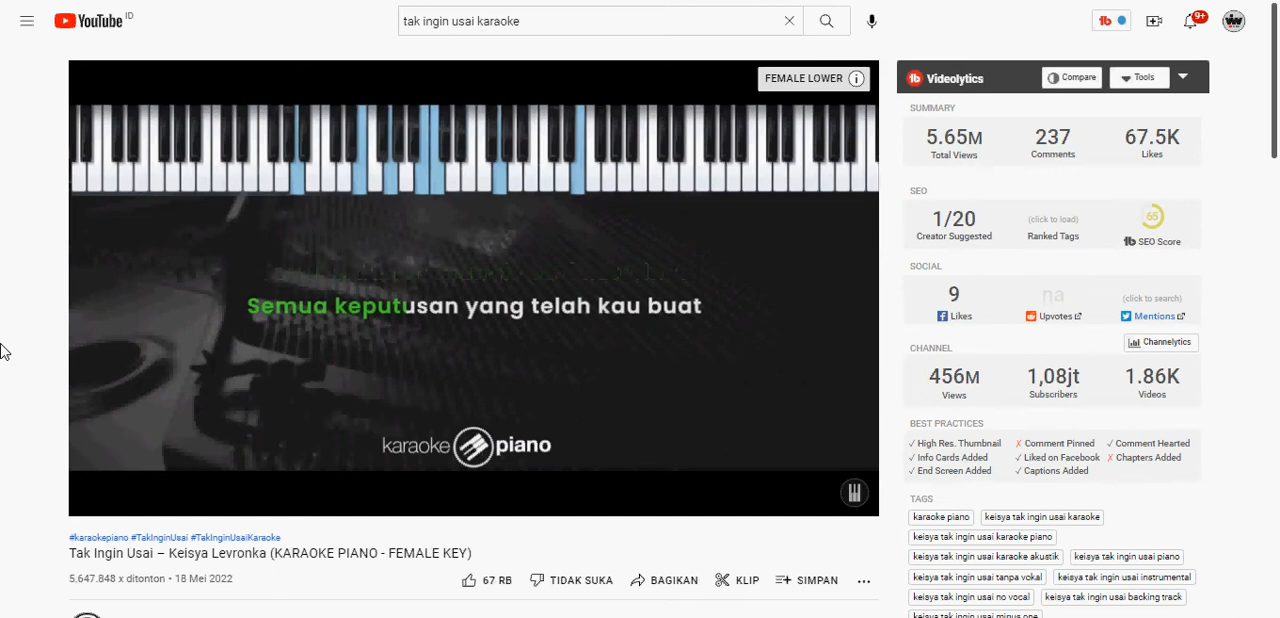 YouTube ID
tak ingin usai karaoke
9+
FEMALE LOWER
Semua keputusan yang telah kau buat
karaoke piano
#karaokepiano #TakInginUsai #TakInginUsaiKaraoke
Tak Ingin Usai – Keisya Levronka (KARAOKE PIANO - FEMALE KEY)
5.647.848 x ditonton • 18 Mei 2022
67 RB TIDAK SUKA BAGIKAN KLIP SIMPAN ...
Videolytics Compare Tools
SUMMARY
5.65M 237 67.5K
Total Views Comments Likes
SEO
1/20 (click to load) 65
Creator Suggested Ranked Tags SEO Score
SOCIAL
9 na (click to search)
Likes Upvotes Mentions
CHANNEL Channelytics
456M 1,08jt 1.86K
Views Subscribers Videos
BEST PRACTICES
✓ High Res. Thumbnail ✗ Comment Pinned ✓ Comment Hearted
✓ Info Cards Added ✓ Liked on Facebook ✗ Chapters Added
✓ End Screen Added ✓ Captions Added
TAGS
karaoke piano keisya tak ingin usai karaoke
keisya tak ingin usai karaoke piano
keisya tak ingin usai karaoke akustik keisya tak ingin usai piano
keisya tak ingin usai tanpa vokal keisya tak ingin usai instrumental
keisya tak ingin usai no vocal keisya tak ingin usai backing track
keisya tak ingin usai minus one